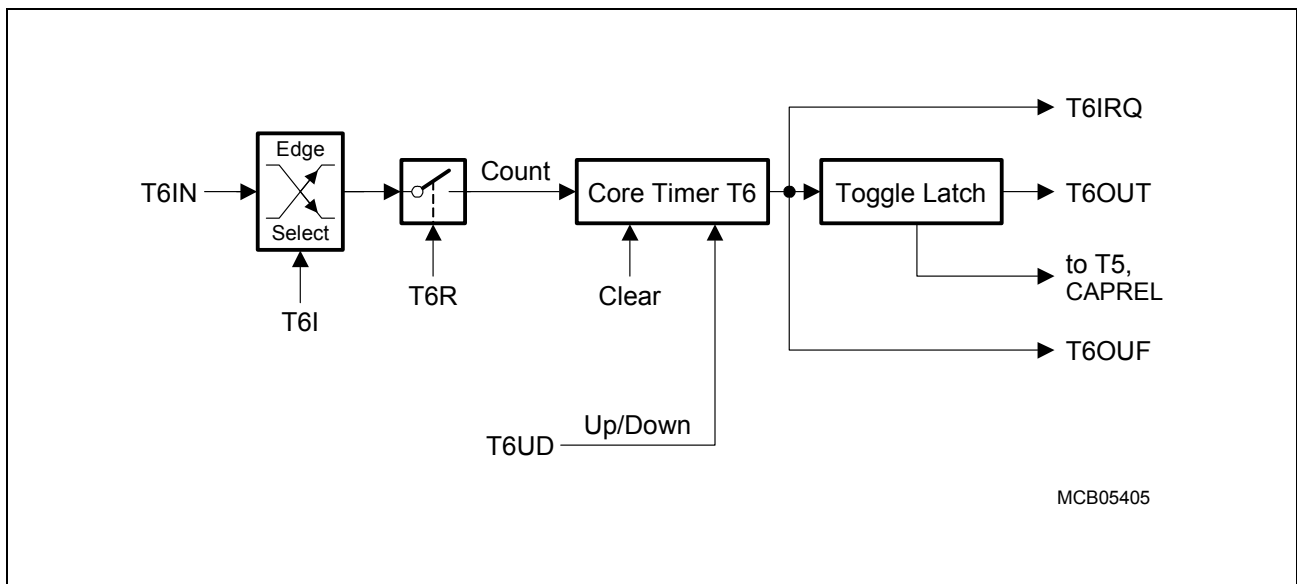 T6IN
Edge
Select
T6I
T6R
Count
Core Timer T6
Clear
T6UD
Up/Down
Toggle Latch
T6IRQ
T6OUT
to T5,
CAPREL
T6OUF
MCB05405